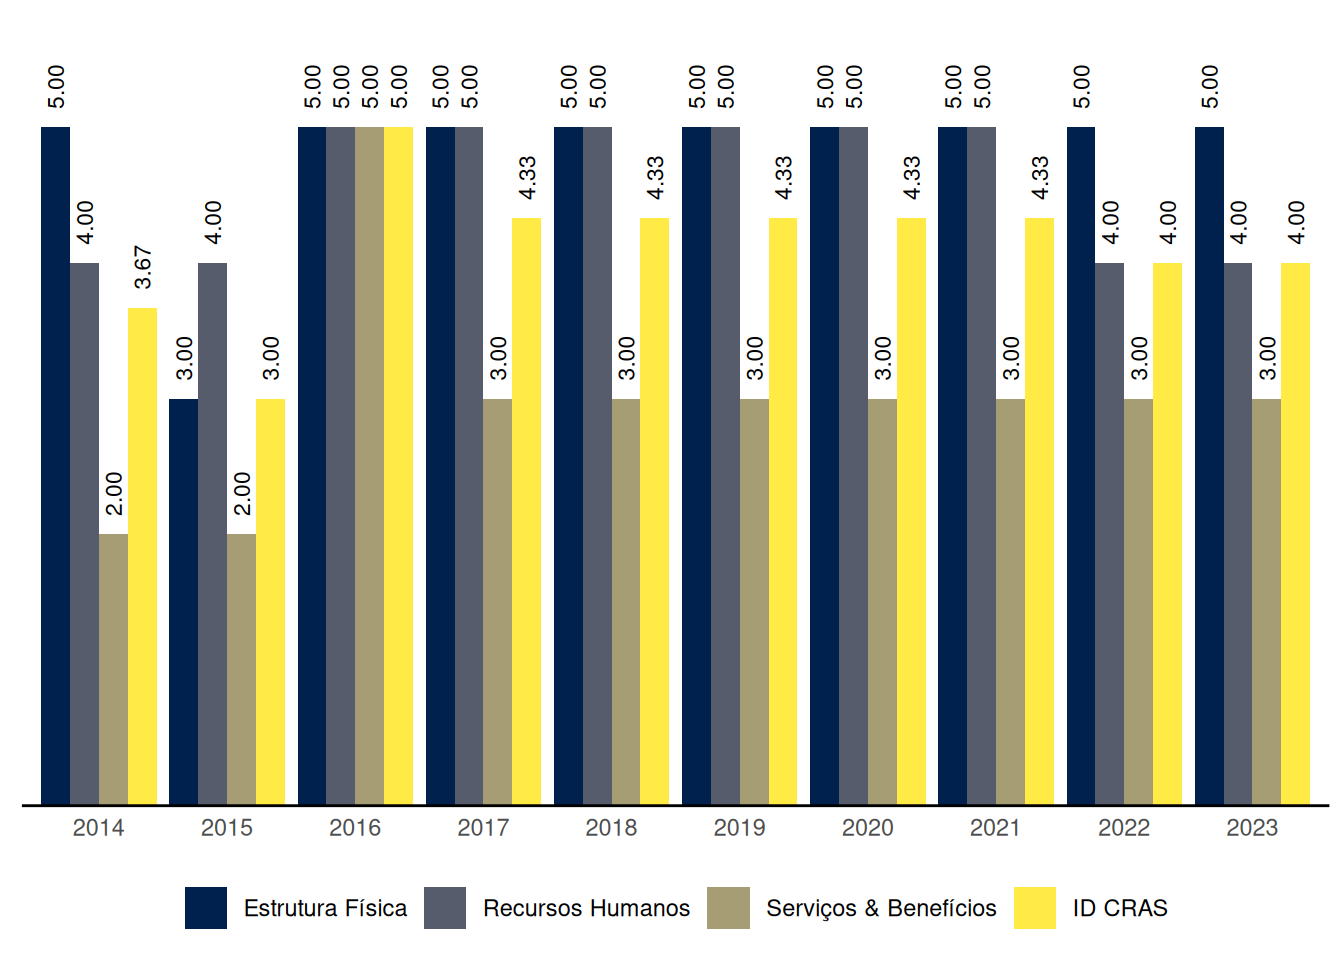 5.00 4.00 2.00 3.67 3.00 4.00 2.00 3.00 5.00 5.00 5.00 5.00 5.00 5.00 3.00 4.33 5.00 5.00 3.00 4.33 5.00 5.00 3.00 4.33 5.00 5.00 3.00 4.33 5.00 5.00 3.00 4.33 5.00 4.00 3.00 4.00 5.00 4.00 3.00 4.00
2014 2015 2016 2017 2018 2019 2020 2021 2022 2023
Estrutura Física Recursos Humanos Serviços & Benefícios ID CRAS